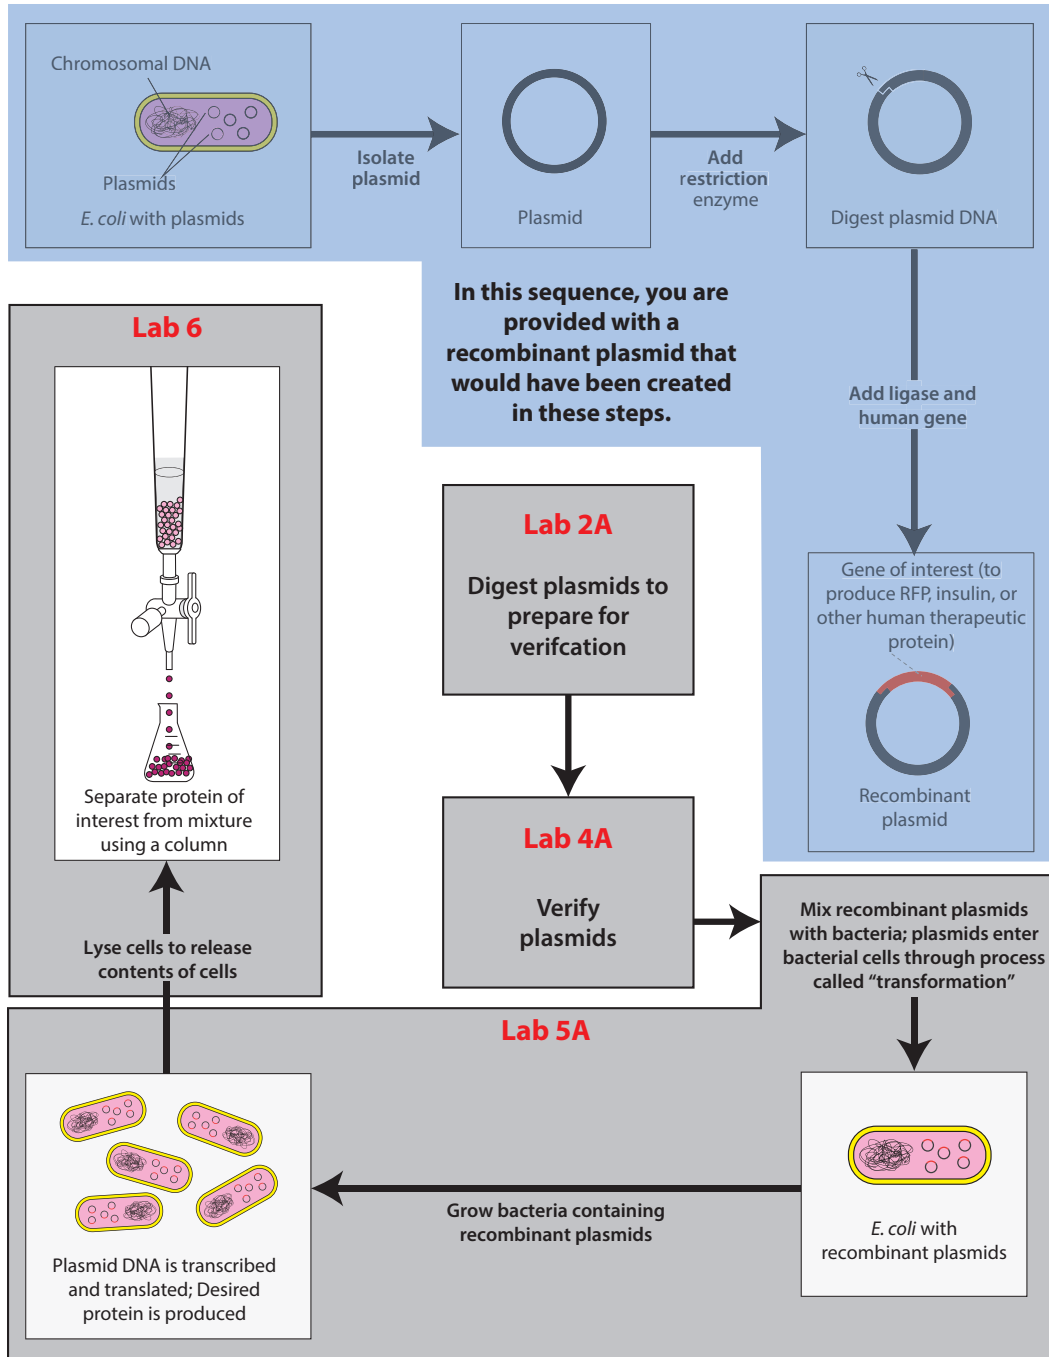 Chromosomal DNA
Plasmids
E. coli with plasmids
Isolate
plasmid
Plasmid
Add
restriction
enzyme
Digest plasmid DNA
In this sequence, you are
provided with a
recombinant plasmid that
would have been created
in these steps.
Add ligase and
human gene
Gene of interest (to
produce RFP, insulin, or
other human therapeutic
protein)
Recombinant
plasmid
Lab 2A
Digest plasmids to
prepare for
verifcation
Lab 4A
Verify
plasmids
Lab 5A
Mix recombinant plasmids
with bacteria; plasmids enter
bacterial cells through process
called “transformation”
E. coli with
recombinant plasmids
Grow bacteria containing
recombinant plasmids
Plasmid DNA is transcribed
and translated; Desired
protein is produced
Lab 6
Lyse cells to release
contents of cells
Separate protein of
interest from mixture
using a column